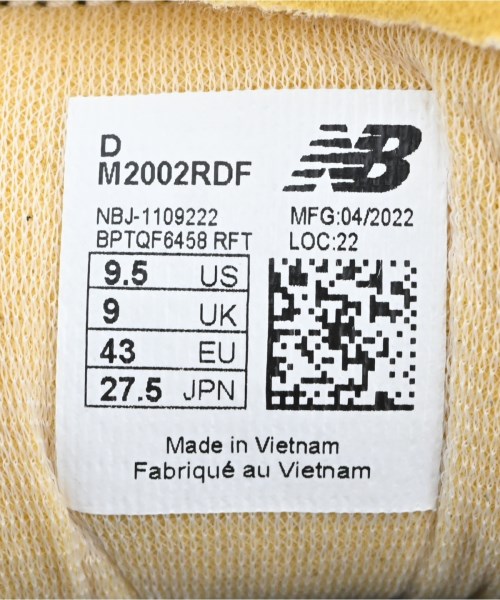 D
M2002RDF
NB
NBJ-1109222 MFG:04/2022
BPTQF6458 RFT LOC:22
9.5 US
9 UK
43 EU
27.5 JPN
Made in Vietnam
Fabriqué au Vietnam